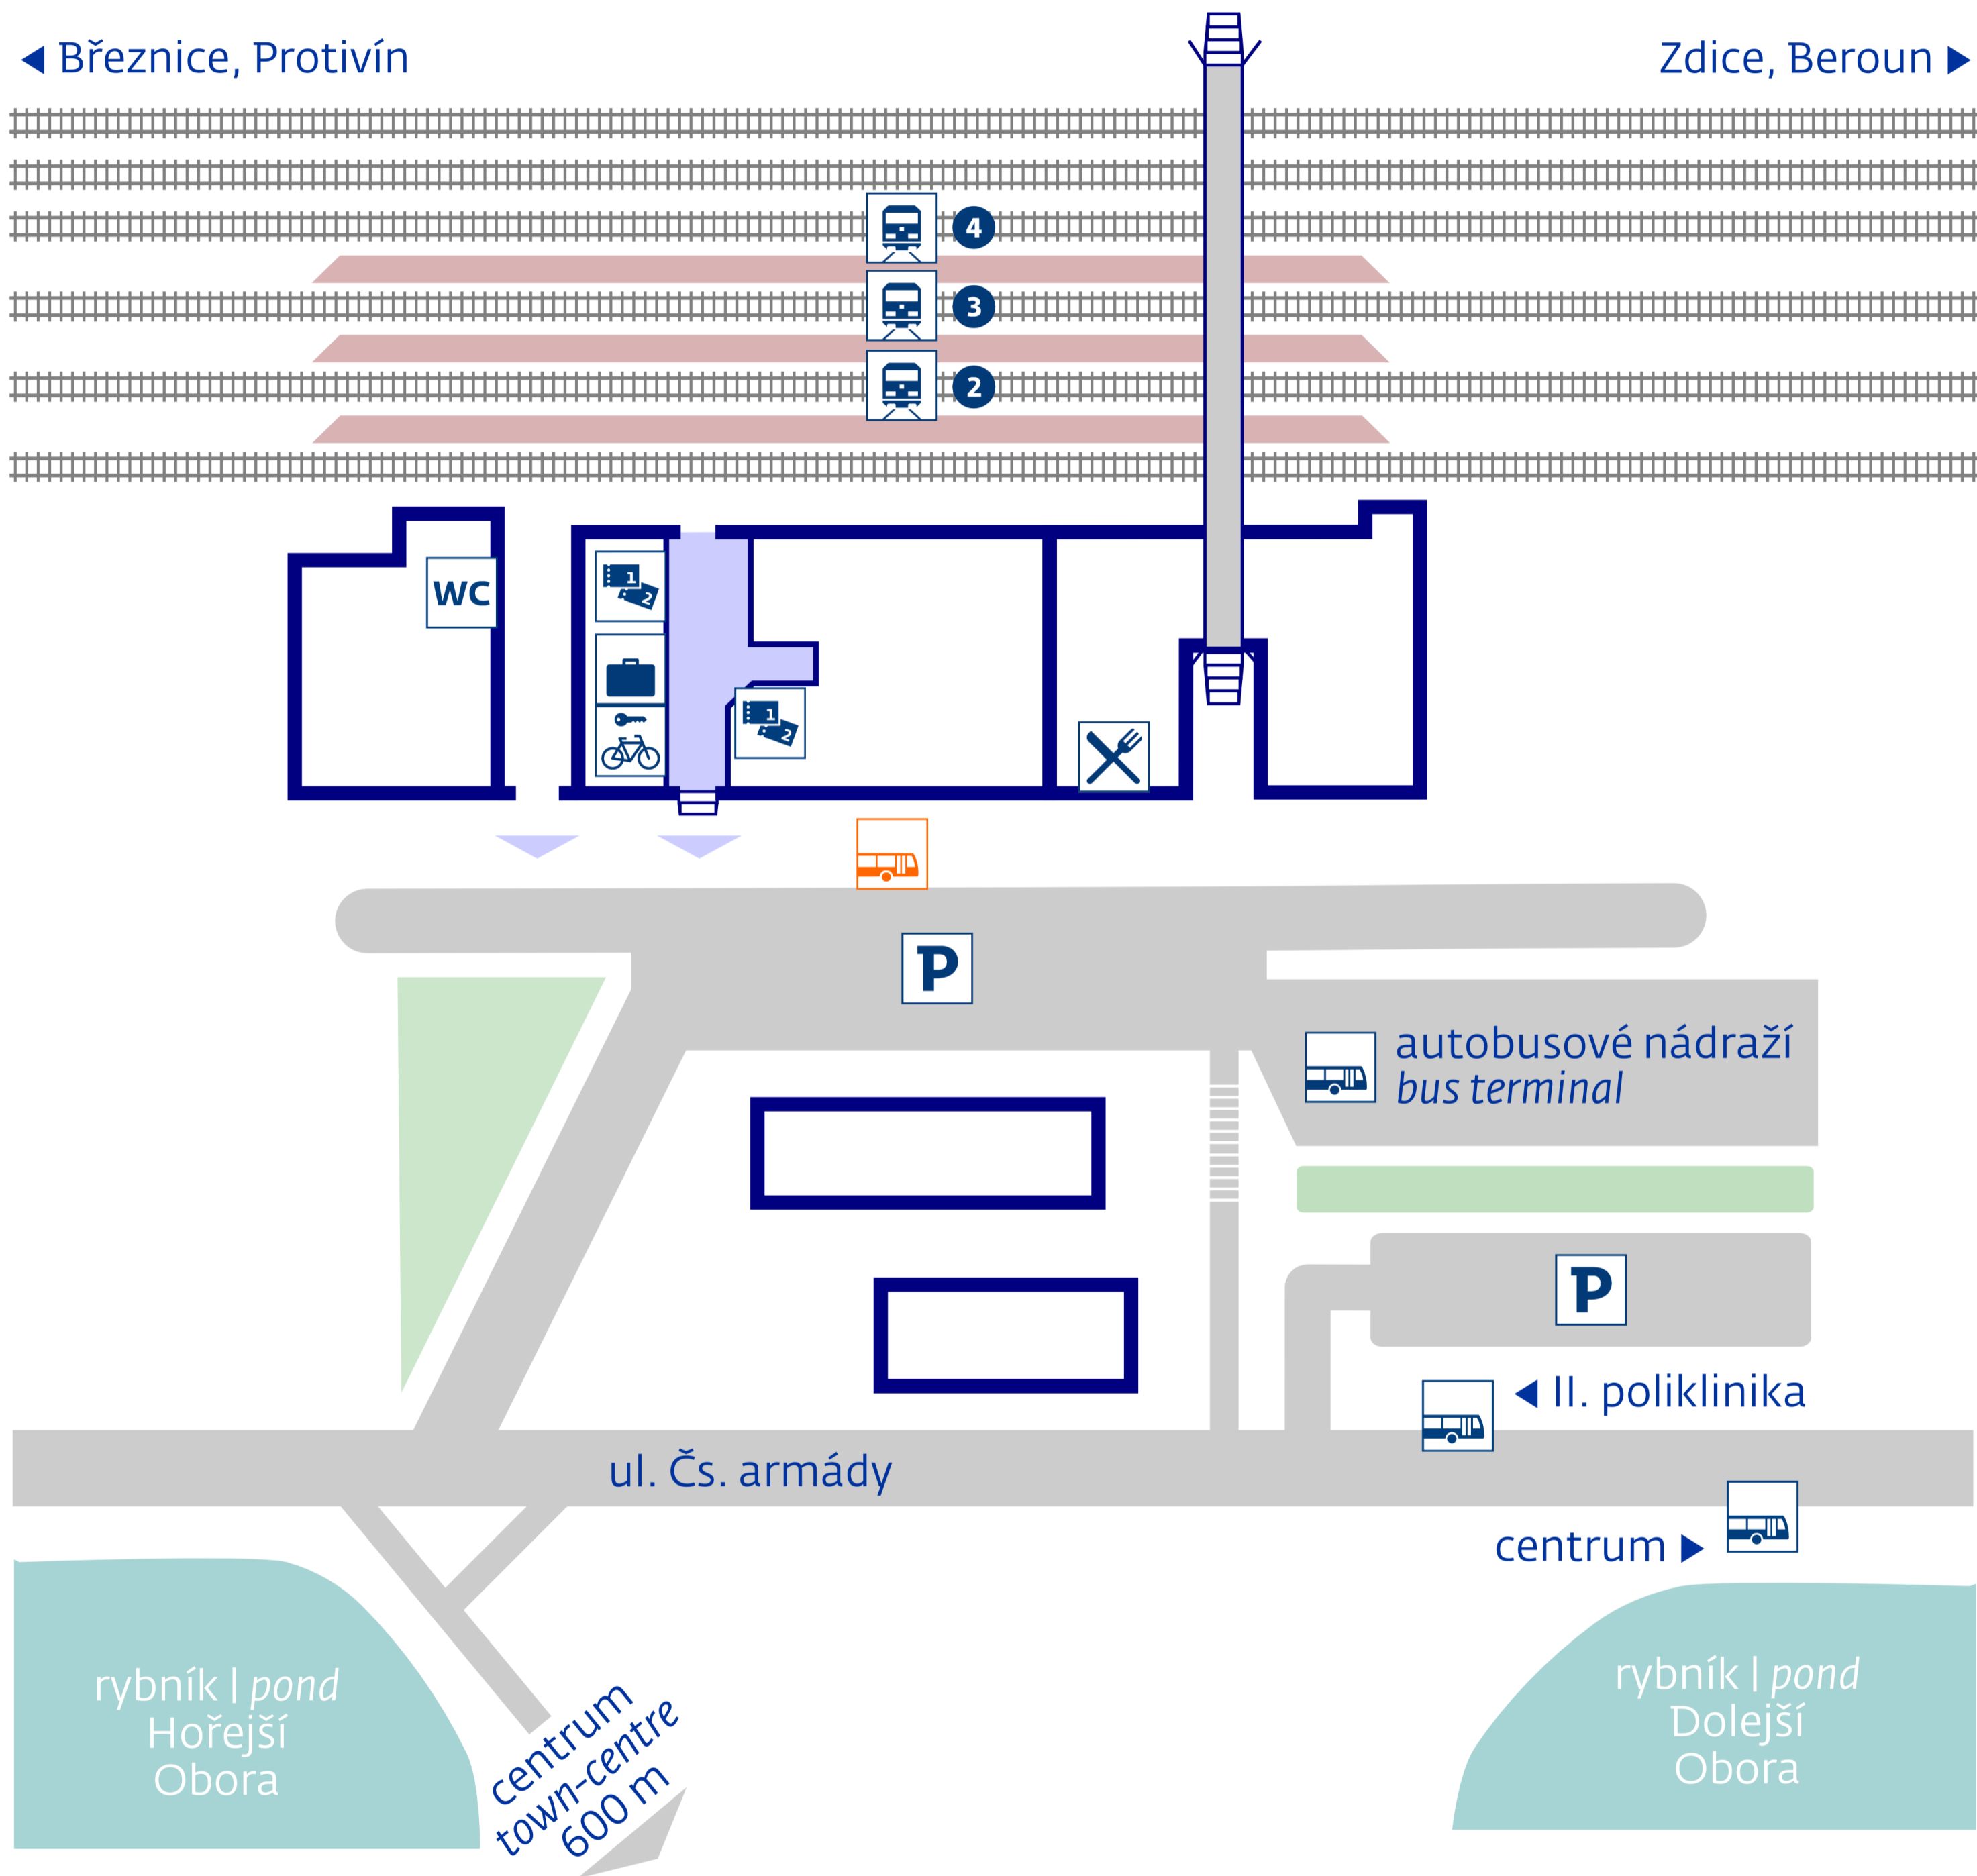 Březnice, Protivín
Zdice, Beroun
4
3
2
WC
1
2
1
2
P
autobusové nádraží
bus terminal
P
II. poliklinika
ul. Čs. armády
centrum
rybník | pond
Hořejší
Obora
centrum
town-centre
600 m
rybník | pond
Dolejší
Obora